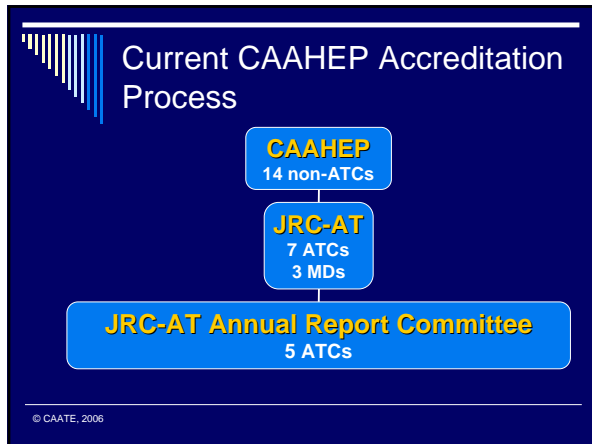 Current CAAHEP Accreditation
Process
CAAHEP
14 non-ATCs
JRC-AT
7 ATCs
3 MDs
JRC-AT Annual Report Committee
5 ATCs
© CAATE, 2006